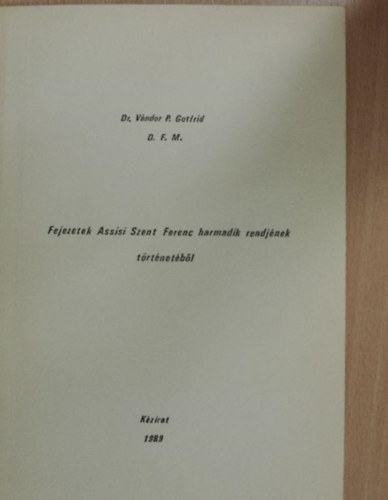 Dr. Vándor P. Gotfrid
O. F. M.
Fejezetek Assisi Szent Ferenc harmadik rendjének
történetéből
Kézirat
1989